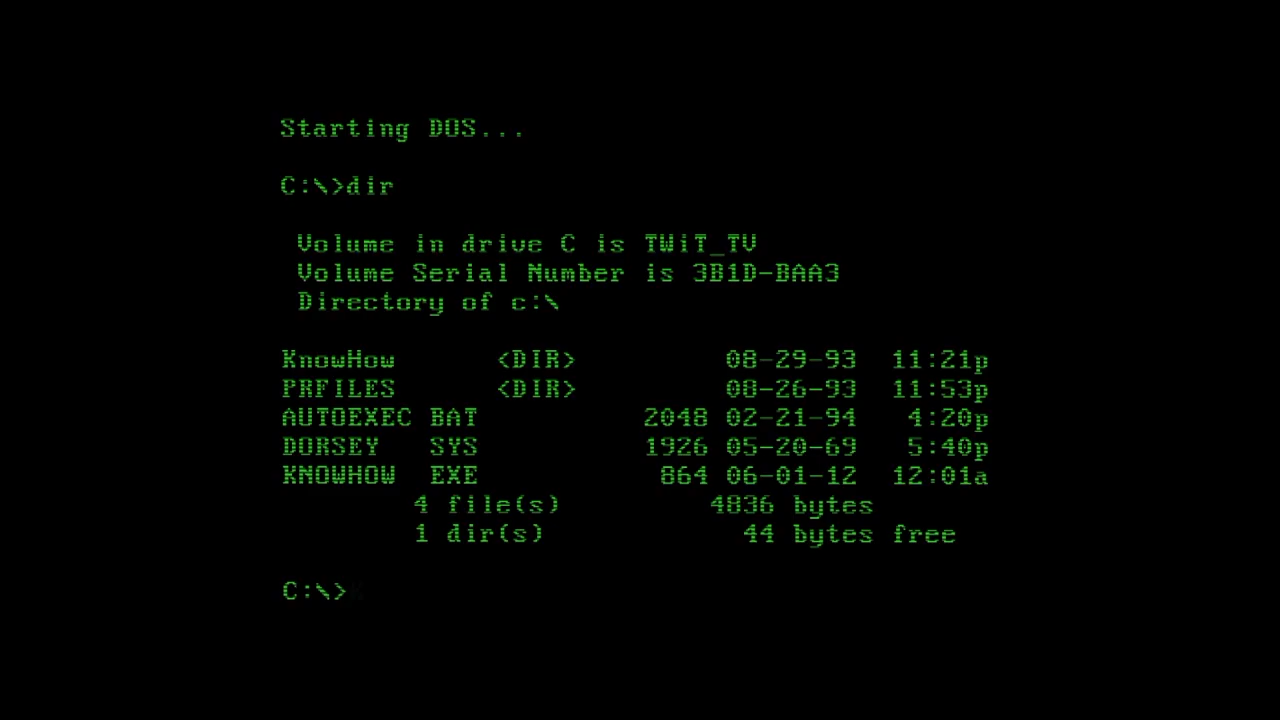 Starting DOS...
C:\>dir
Volume in drive C is TWiT_TV
Volume Serial Number is 3B1D-BAA3
Directory of c:\
KnowHow <DIR> 08-29-93 11:21p
PRFILES <DIR> 08-26-93 11:53p
AUTOEXEC BAT 2048 02-21-94 4:20p
DORSEY SYS 1926 05-20-69 5:40p
KNOWHOW EXE 864 06-01-12 12:01a
4 file(s) 4836 bytes
1 dir(s) 44 bytes free
C:\>